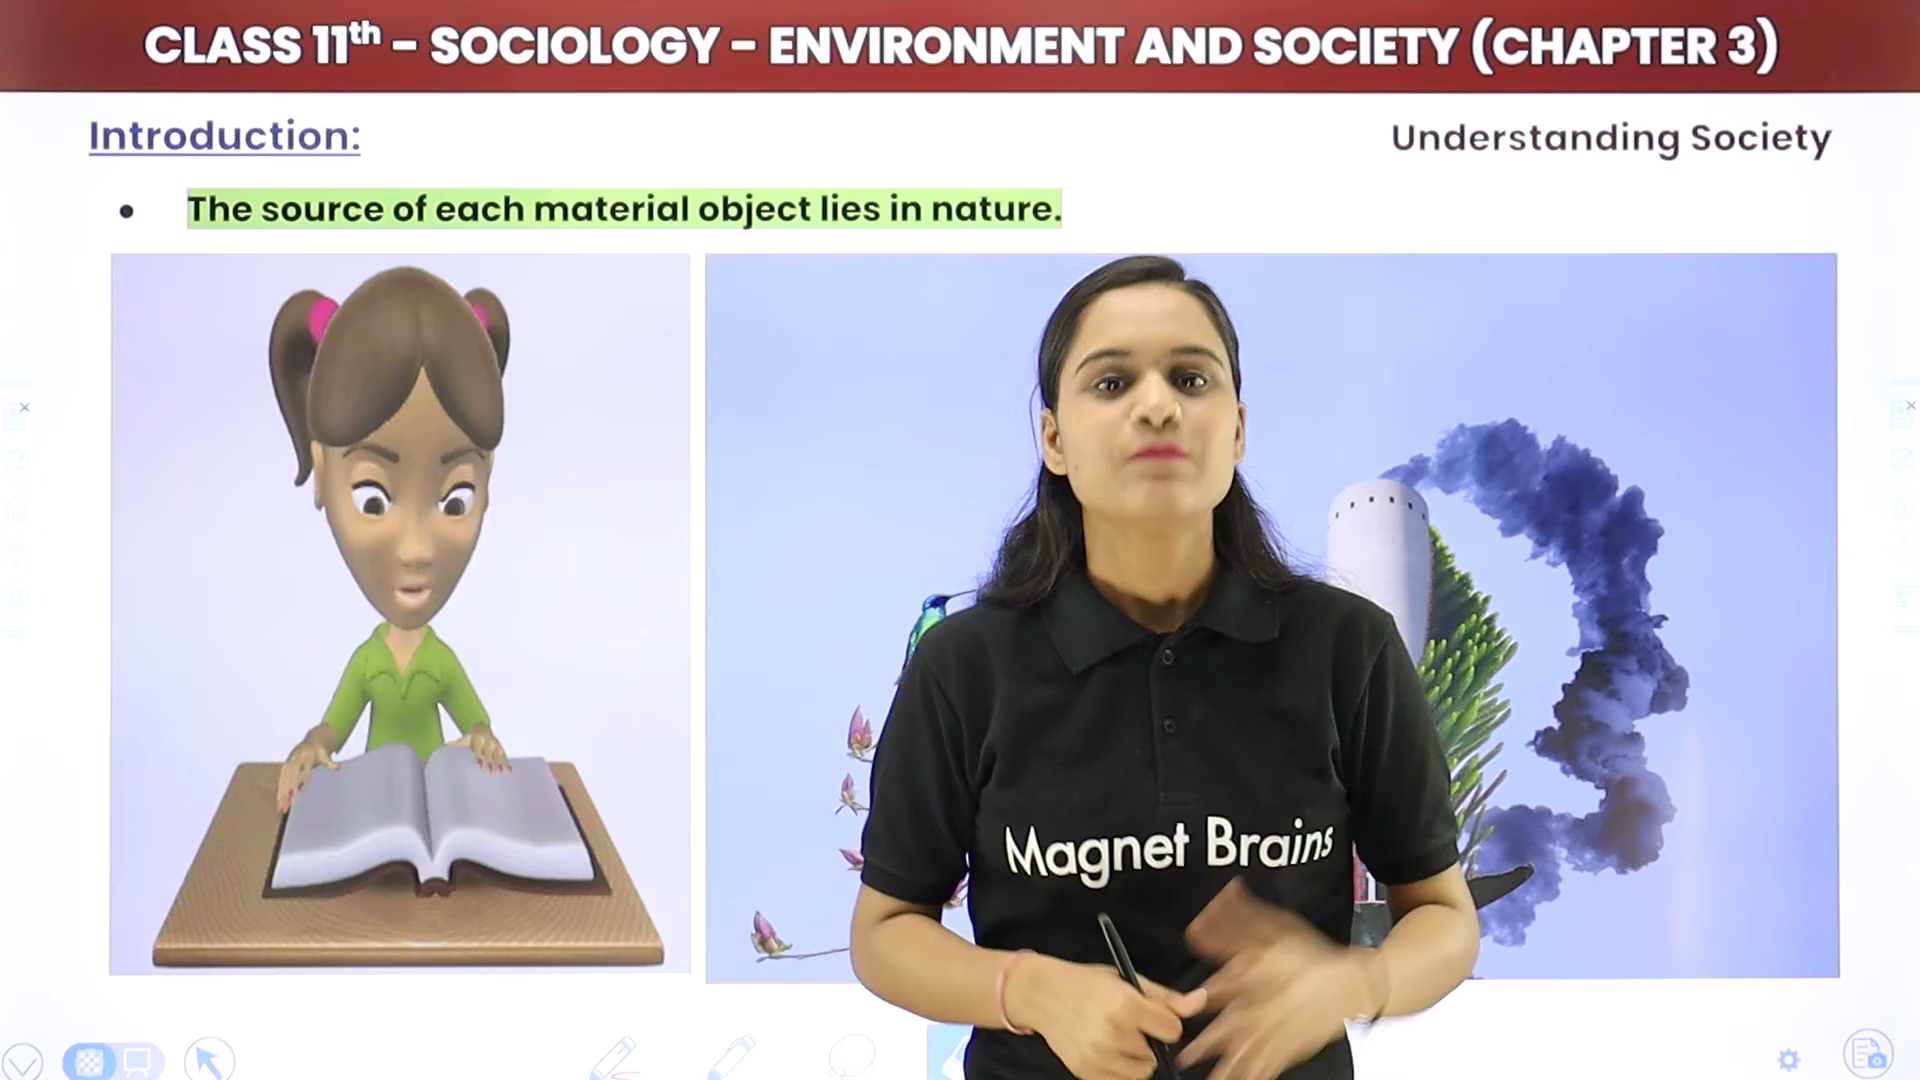 CLASS 11th - SOCIOLOGY - ENVIRONMENT AND SOCIETY (CHAPTER 3)
Introduction:
Understanding Society
• The source of each material object lies in nature.
Magnet Brains